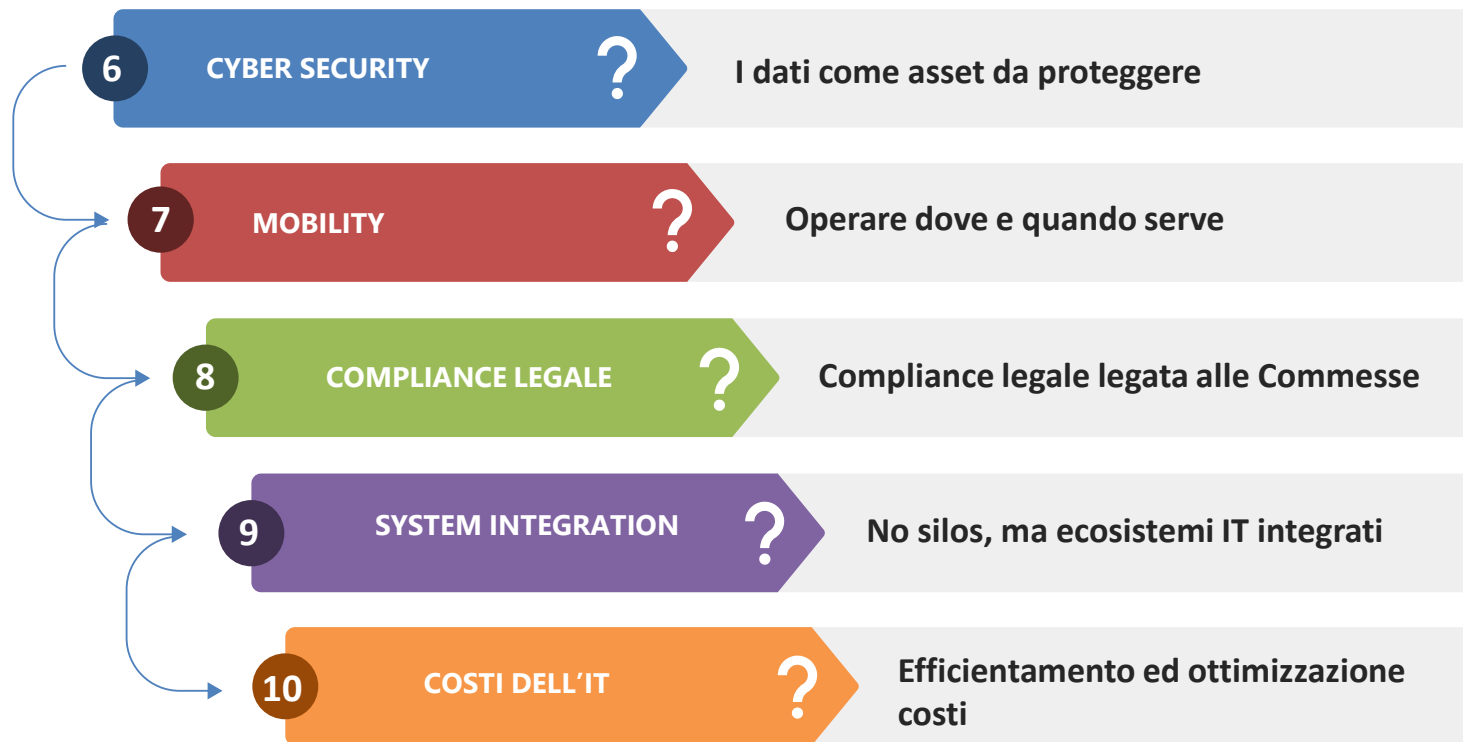 6
CYBER SECURITY
?
I dati come asset da proteggere
7
MOBILITY
?
Operare dove e quando serve
8
COMPLIANCE LEGALE
?
Compliance legale legata alle Commesse
9
SYSTEM INTEGRATION
?
No silos, ma ecosistemi IT integrati
10
COSTI DELL’IT
?
Efficientamento ed ottimizzazione
costi